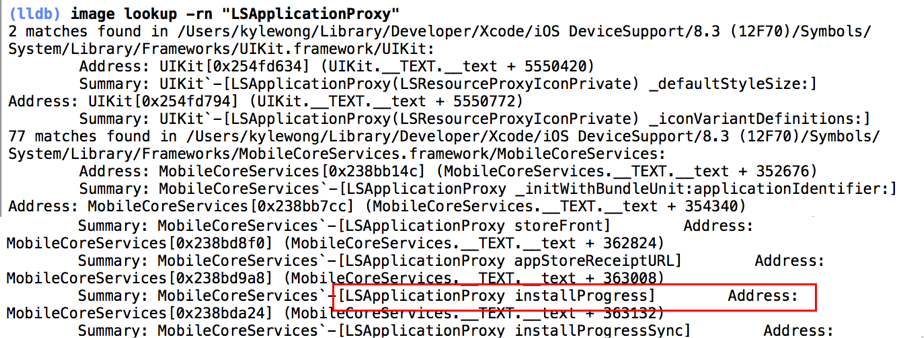 (lldb) image lookup -rn "LSApplicationProxy"
2 matches found in /Users/kylewong/Library/Developer/Xcode/iOS DeviceSupport/8.3 (12F70)/Symbols/
System/Library/Frameworks/UIKit.framework/UIKit:
Address: UIKit[0x254fd634] (UIKit.__TEXT.__text + 5550420)
Summary: UIKit`-[LSApplicationProxy(LSResourceProxyIconPrivate) _defaultStyleSize:]
Address: UIKit[0x254fd794] (UIKit.__TEXT.__text + 5550772)
Summary: UIKit`-[LSApplicationProxy(LSResourceProxyIconPrivate) _iconVariantDefinitions:]
77 matches found in /Users/kylewong/Library/Developer/Xcode/iOS DeviceSupport/8.3 (12F70)/Symbols/
System/Library/Frameworks/MobileCoreServices.framework/MobileCoreServices:
Address: MobileCoreServices[0x238bb14c] (MobileCoreServices.__TEXT.__text + 352676)
Summary: MobileCoreServices`-[LSApplicationProxy _initWithBundleUnit:applicationIdentifier:]
Address: MobileCoreServices[0x238bb7cc] (MobileCoreServices.__TEXT.__text + 354340)
Summary: MobileCoreServices`-[LSApplicationProxy storeFront] Address:
MobileCoreServices[0x238bd8f0] (MobileCoreServices.__TEXT.__text + 362824)
Summary: MobileCoreServices`-[LSApplicationProxy appStoreReceiptURL] Address:
MobileCoreServices[0x238bd9a8] (MobileCoreServices.__TEXT.__text + 363008)
Summary: MobileCoreServices`-[LSApplicationProxy installProgress] Address:
MobileCoreServices[0x238bda24] (MobileCoreServices.__TEXT.__text + 363132)
Summary: MobileCoreServices`-[LSApplicationProxy installProgressSync] Address: